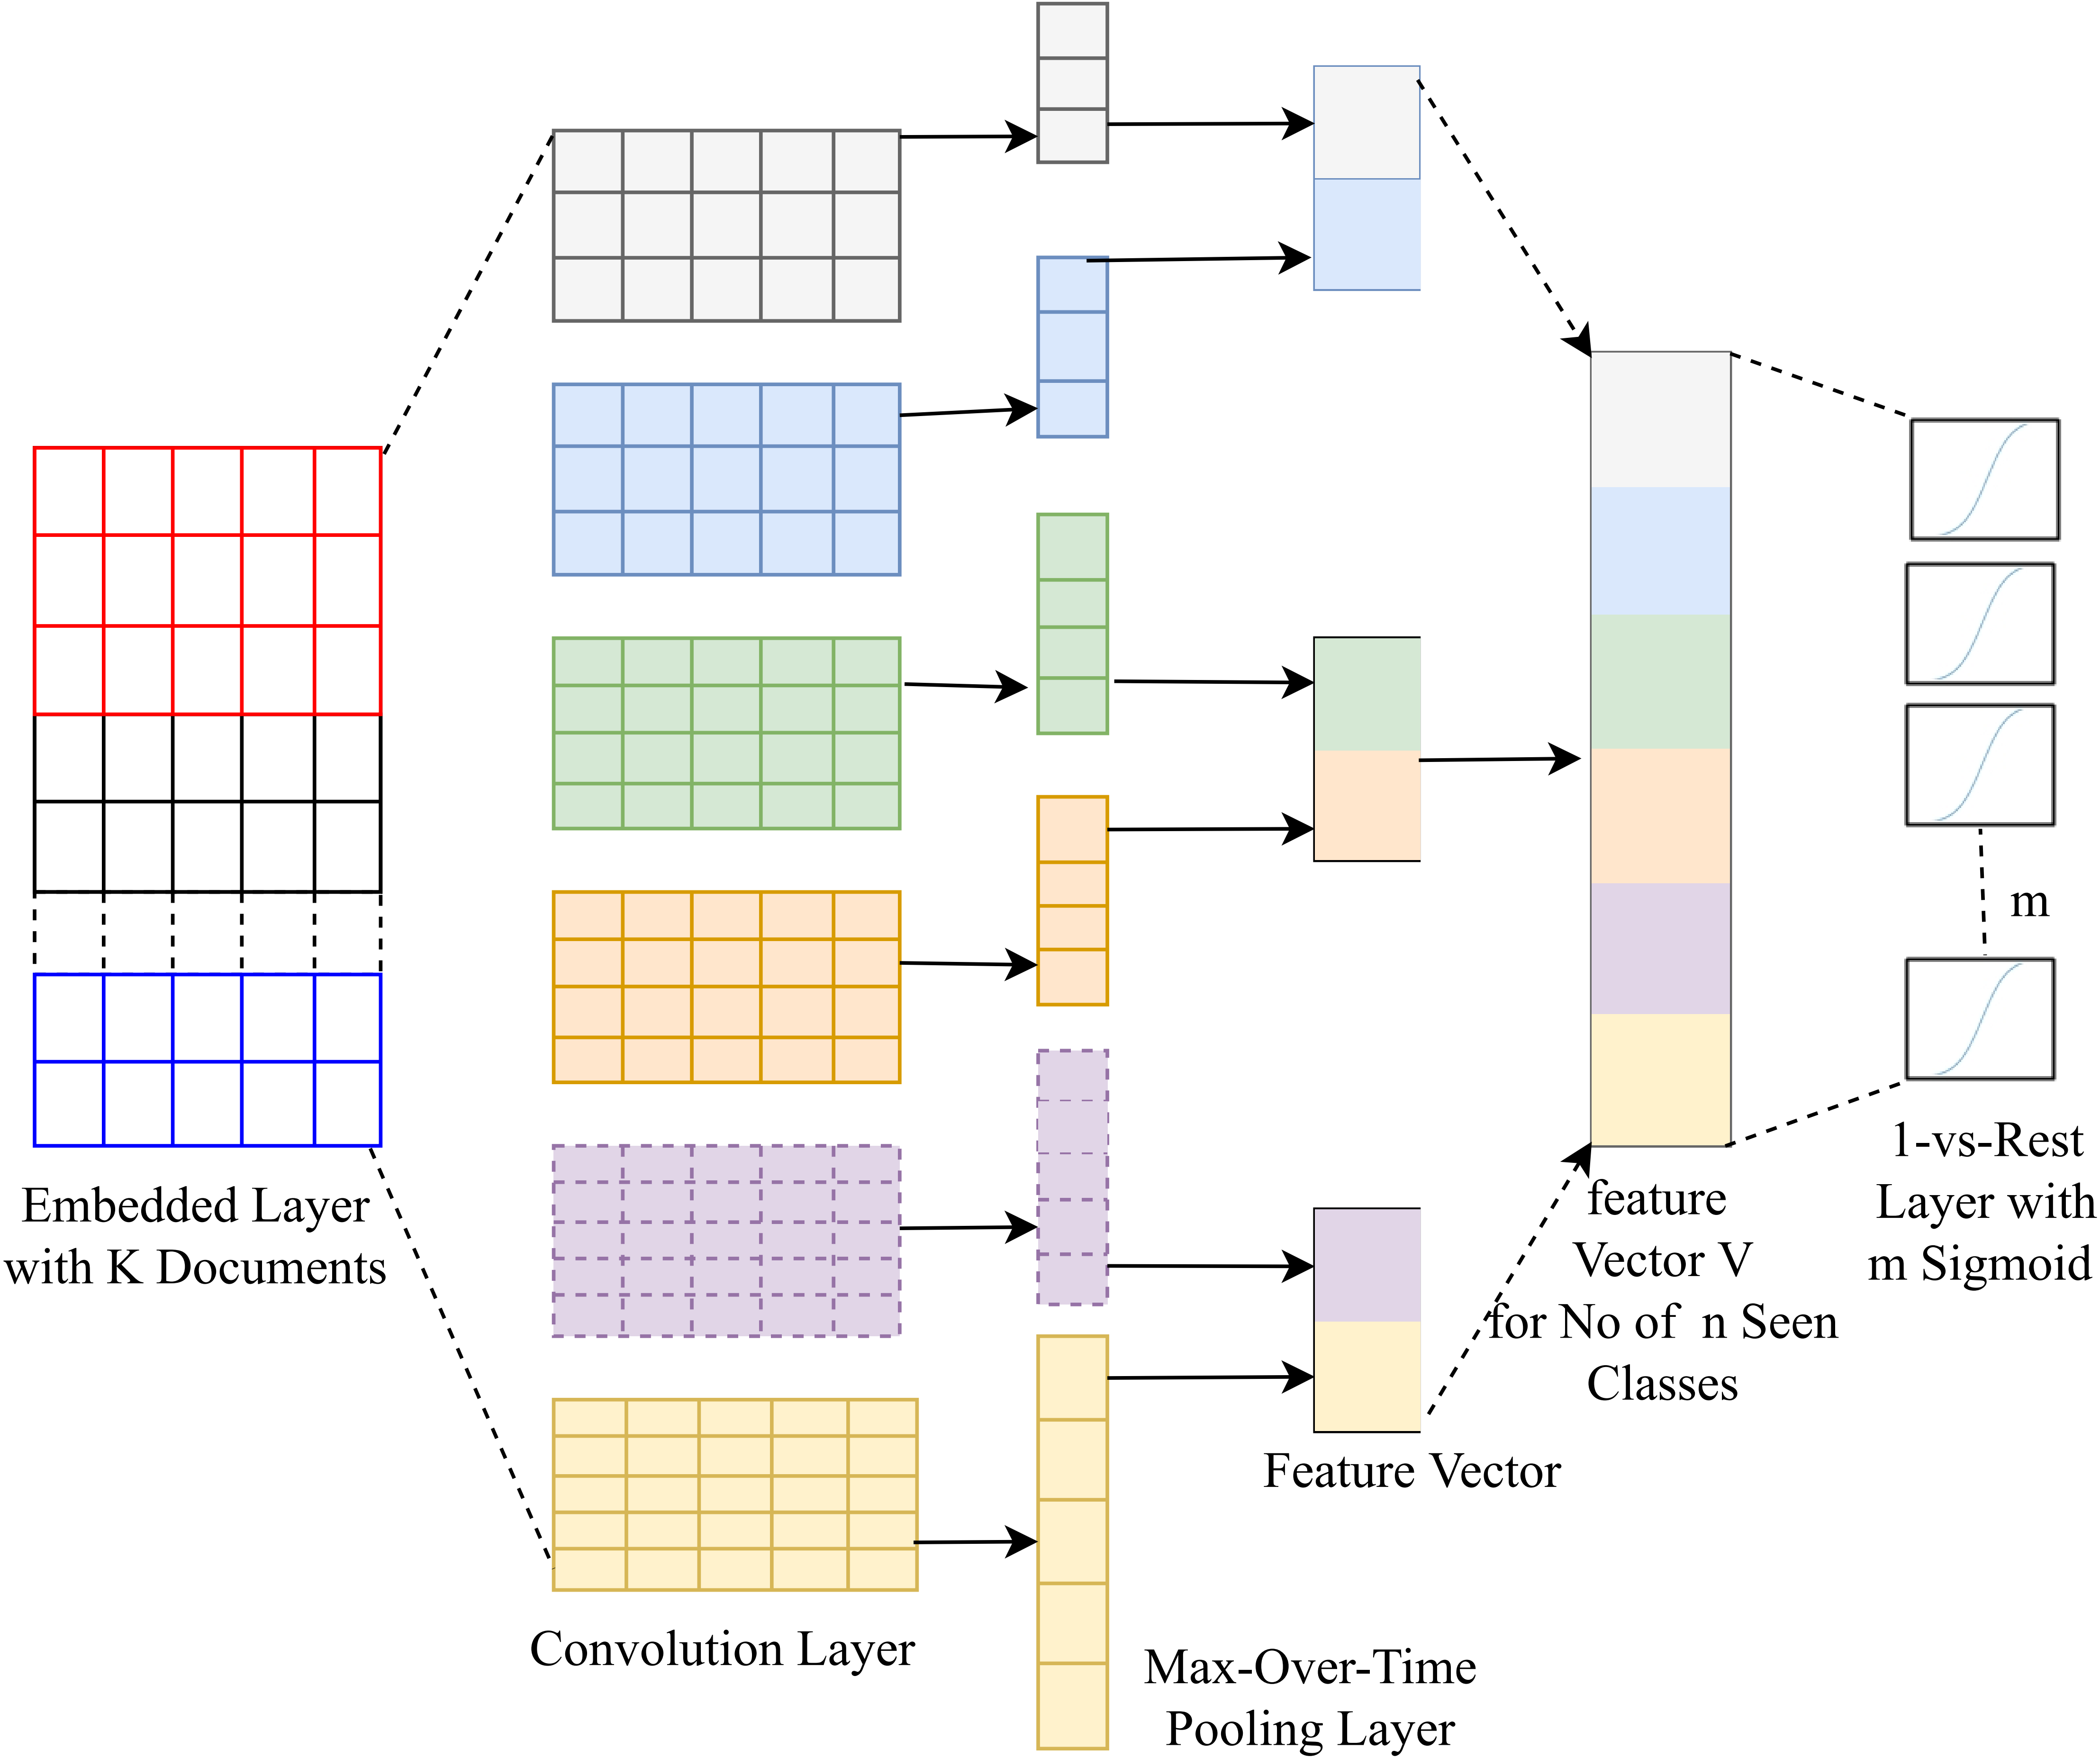 Embedded Layer
with K Documents
Convolution Layer
Max-Over-Time
Pooling Layer
Feature Vector
feature
Vector V
for No of n Seen
Classes
m
1-vs-Rest
Layer with
m Sigmoid